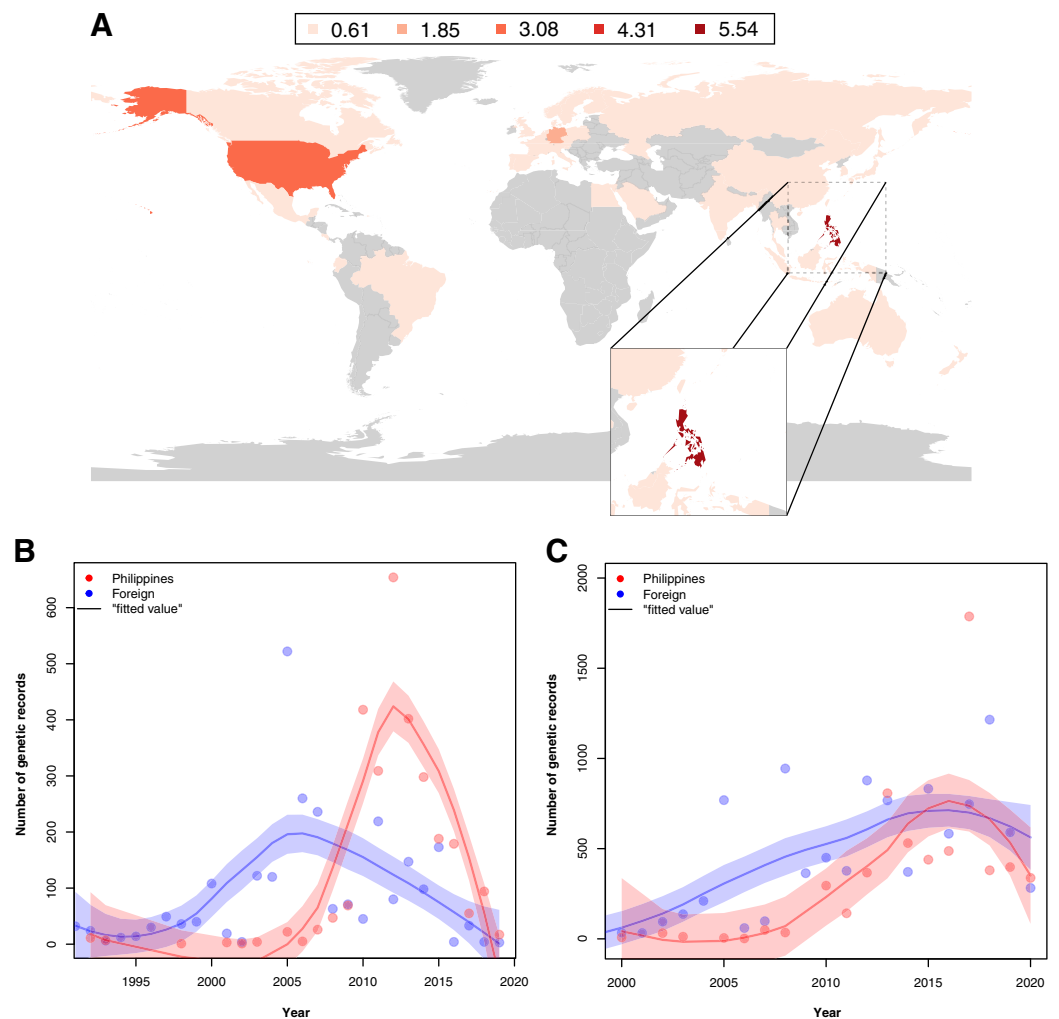 A
0.61 1.85 3.08 4.31 5.54
B
Philippines
Foreign
"fitted value"
Number of genetic records
600
500
400
300
200
100
0
1995 2000 2005 2010 2015 2020
Year
C
Philippines
Foreign
"fitted value"
Number of genetic records
2000
1500
1000
500
0
2000 2005 2010 2015 2020
Year